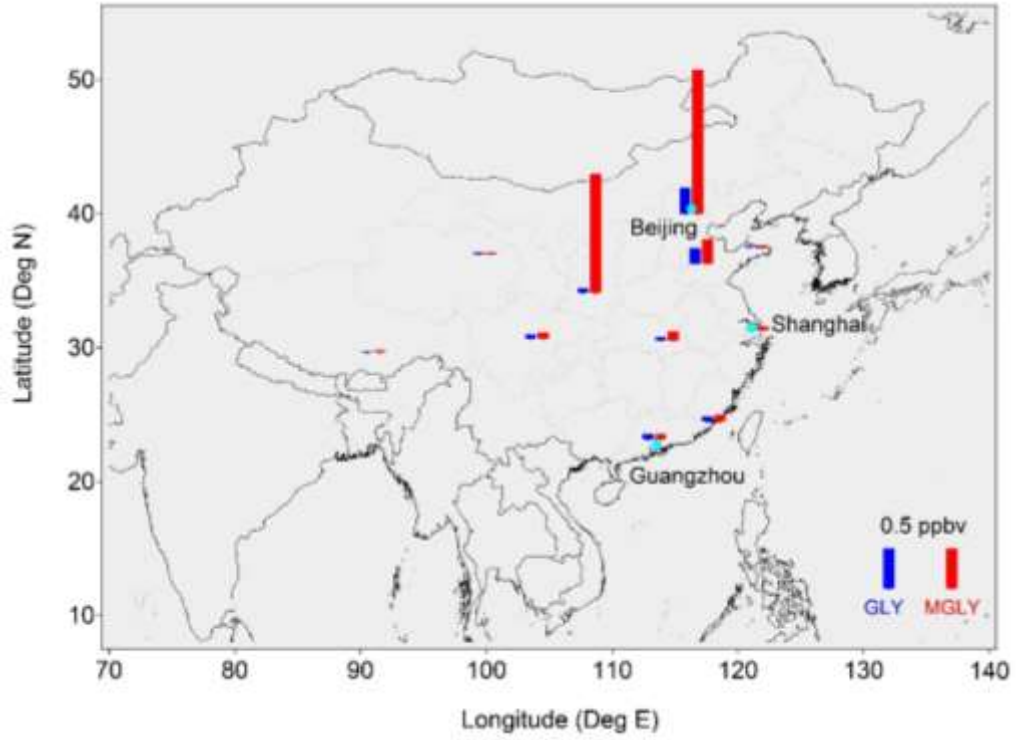 Latitude (Deg N)
50
40
30
20
10
Beijing
Shanghai
Guangzhou
0.5 ppbv
GLY MGLY
70 80 90 100 110 120 130 140
Longitude (Deg E)